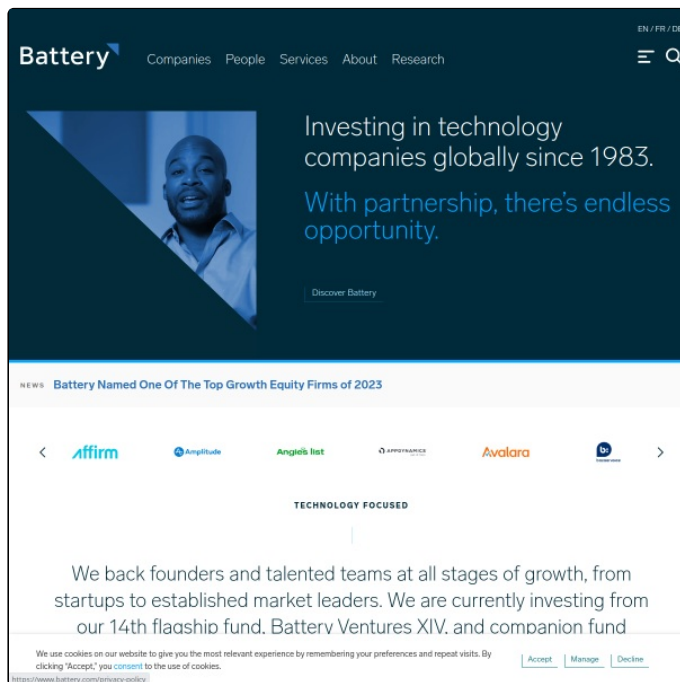 EN / FR / DE
Battery
Companies People Services About Research
Investing in technology
companies globally since 1983.
With partnership, there's endless
opportunity.
Discover Battery
NEWS Battery Named One Of The Top Growth Equity Firms of 2023
affirm Amplitude Angie's list APPDYNAMICS Avalara
TECHNOLOGY FOCUSED
We back founders and talented teams at all stages of growth, from
startups to established market leaders. We are currently investing from
our 14th flagship fund, Battery Ventures XIV, and companion fund
We use cookies on our website to give you the most relevant experience by remembering your preferences and repeat visits. By
clicking "Accept," you consent to the use of cookies.
Accept Manage Decline
https://www.battery.com/privacy-policy